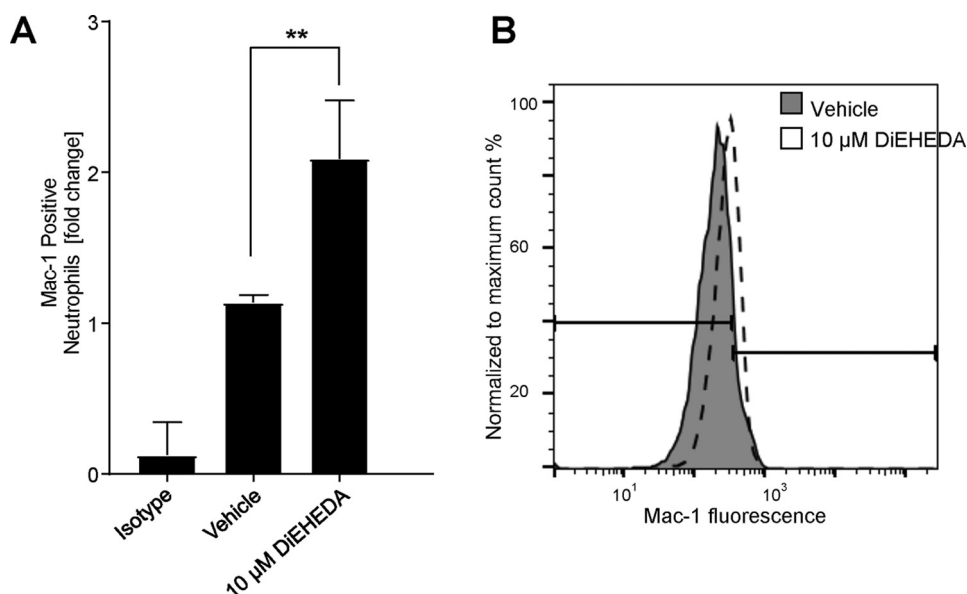 A
Mac-1 Positive
Neutrophils [fold change]
3
2
1
0
**
Isotype
Vehicle
10 µM DiEHEDA
B
Normalized to maximum count %
100
60
20
Vehicle
10 µM DiEHEDA
10¹
10³
Mac-1 fluorescence